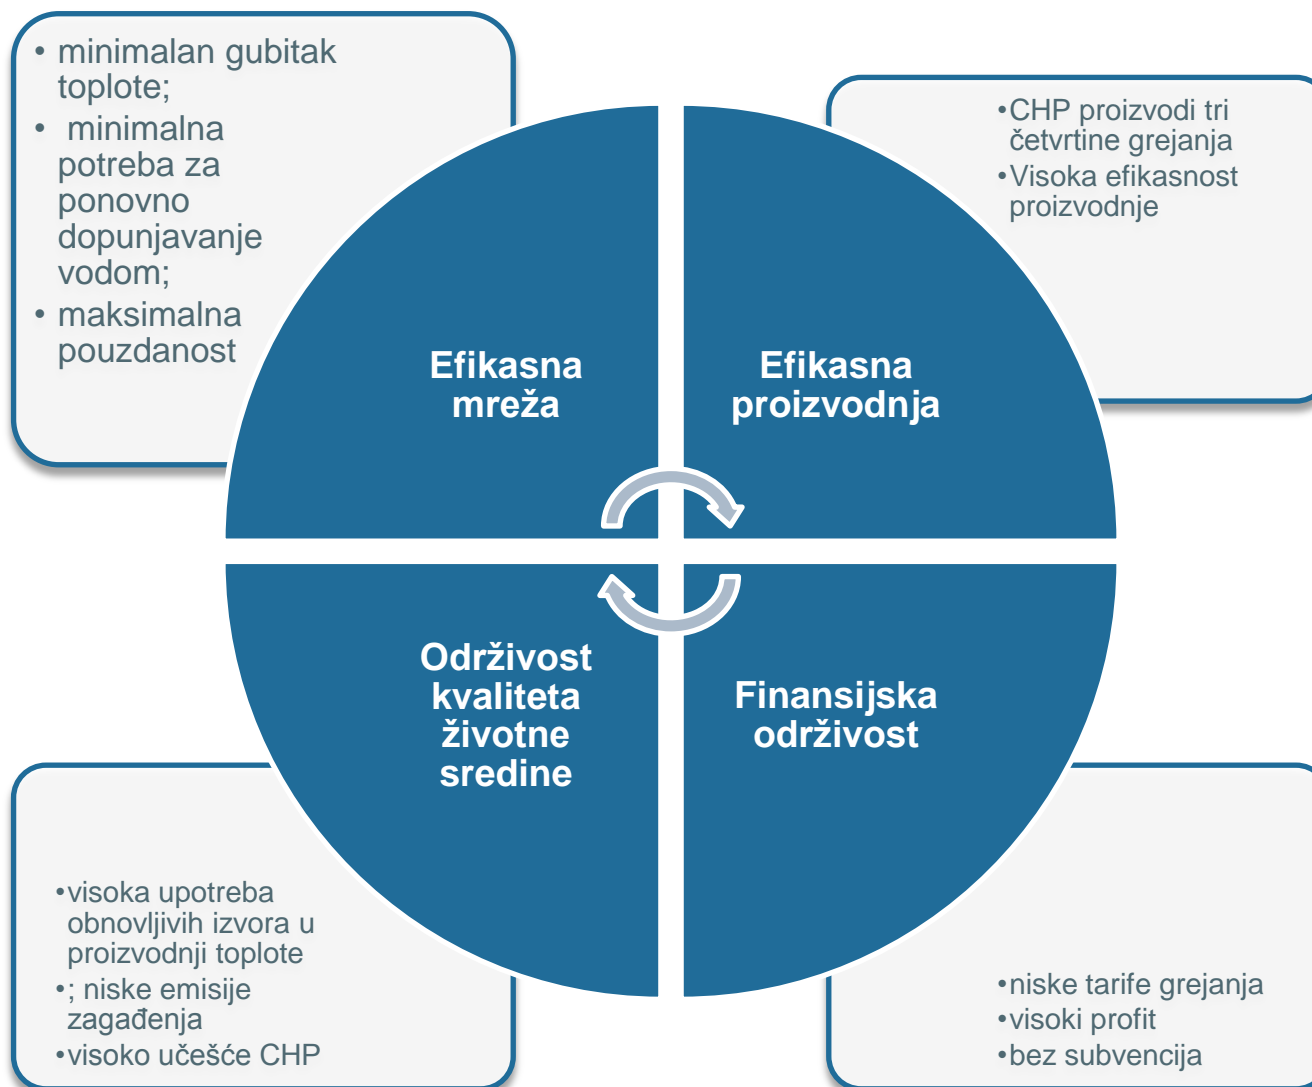 • minimalan gubitak
toplote;
• minimalna
potreba za
ponovno
dopunjavanje
vodom;
• maksimalna
pouzdanost
•CHP proizvodi tri
četvrtine grejanja
•Visoka efikasnost
proizvodnje
Efikasna
mreža
Efikasna
proizvodnja
Održivost
kvaliteta
životne
sredine
Finansijska
održivost
•visoka upotreba
obnovljivih izvora u
proizvodnji toplote
•; niske emisije
zagađenja
•visoko učešće CHP
•niske tarife grejanja
•visoki profit
•bez subvencija